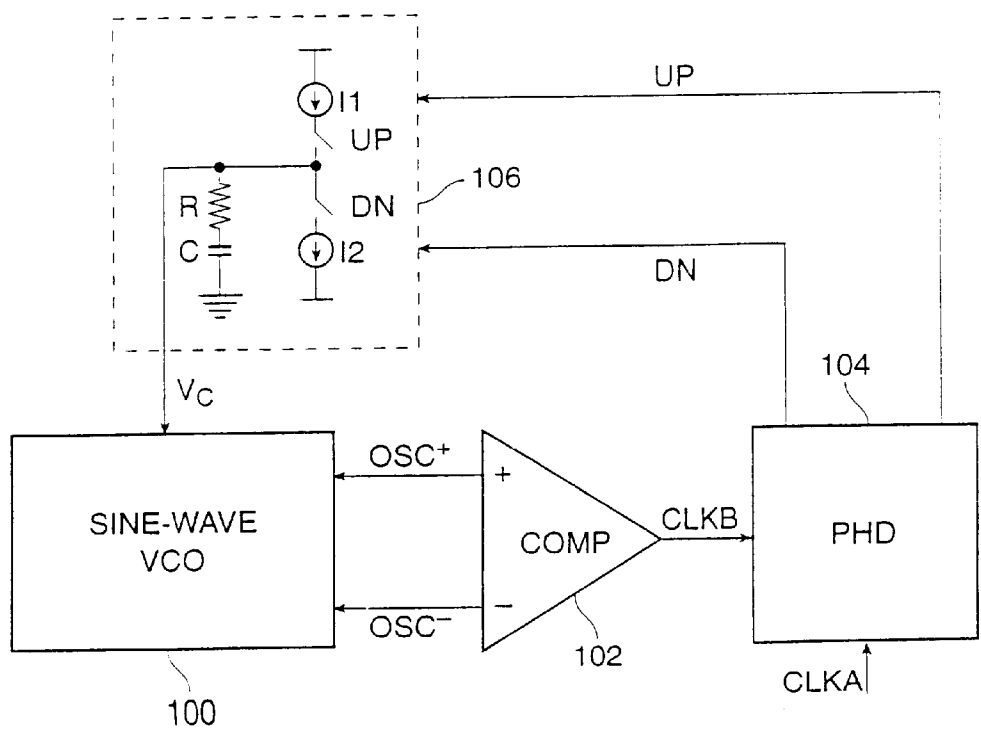 UP
I1
UP
106
R
DN
C
I2
DN
104
VC
SINE-WAVE
VCO
OSC+
+
COMP
CLKB
PHD
−
OSC−
102
CLKA
100